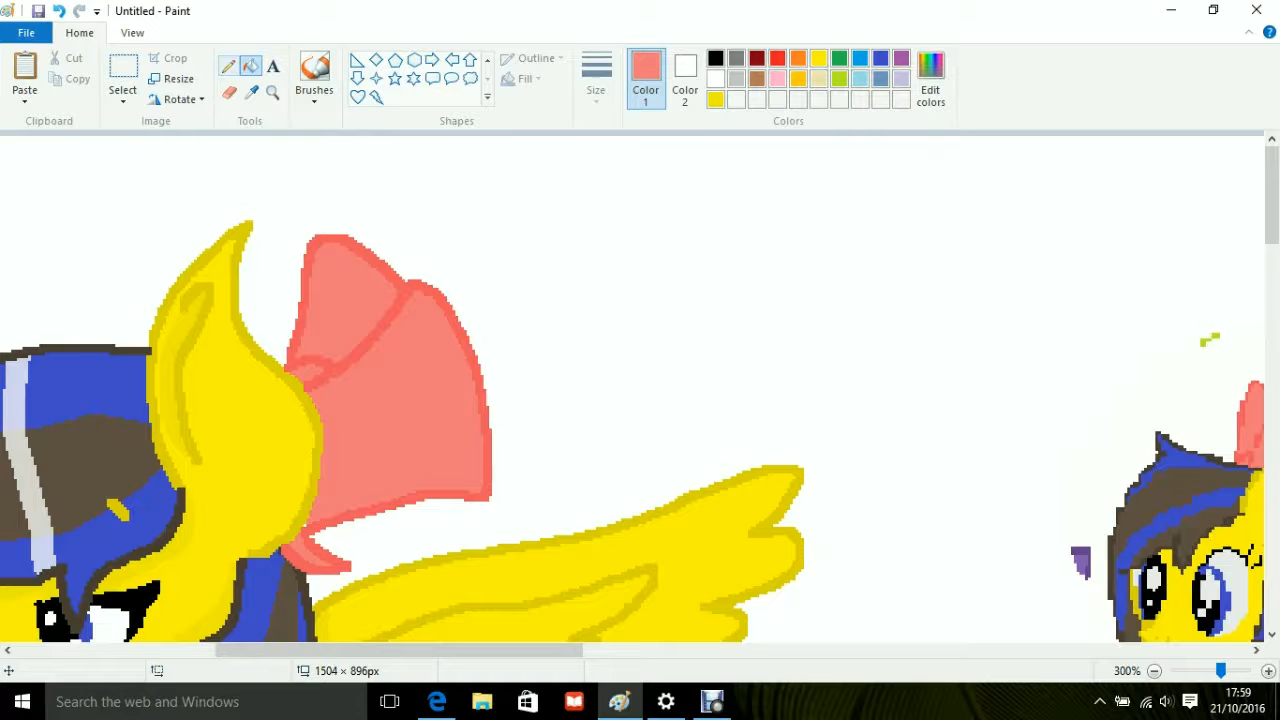 Untitled - Paint
File Home View
Paste
Cut
Copy
Clipboard
Select
Crop
Resize
Rotate
Image
A
Tools
Brushes
Outline
Fill
Shapes
Size
Color 1
Color 2
Edit colors
Colors
1504 × 896px
300%
Search the web and Windows
17:59
21/10/2016